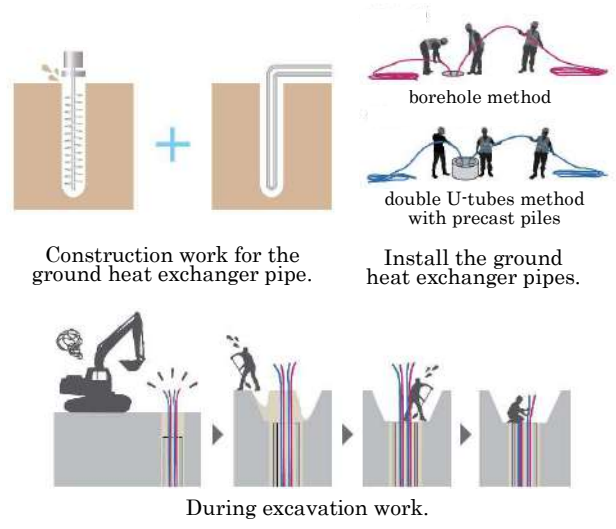 borehole method
double U-tubes method
with precast piles
Construction work for the
ground heat exchanger pipe.
Install the ground
heat exchanger pipes.
During excavation work.